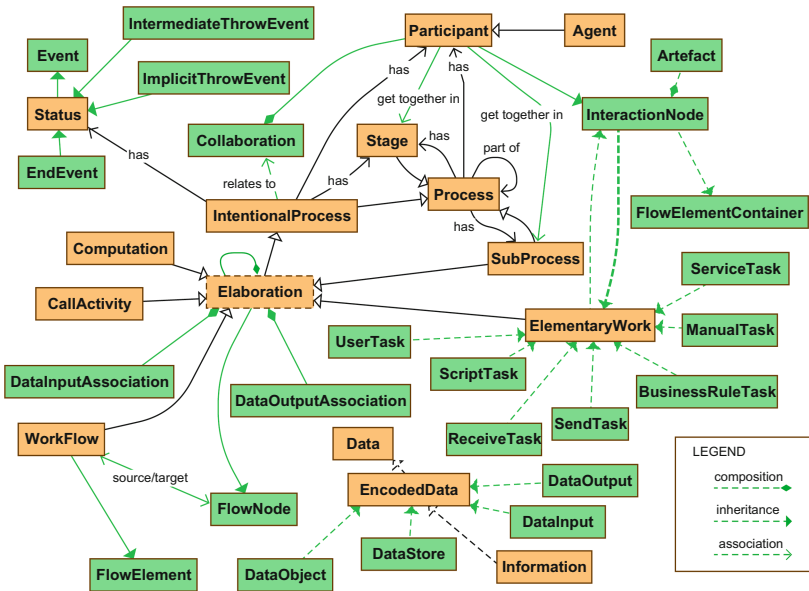 IntermediateThrowEvent
Participant
Agent
Event
has
Artefact
ImplicitThrowEvent
get together in
has
Status
get together in
InteractionNode
Collaboration
Stage
has
part of
has
EndEvent
relates to
has
Process
IntentionalProcess
FlowElementContainer
has
Computation
SubProcess
ServiceTask
Elaboration
CallActivity
ElementaryWork
ManualTask
UserTask
ScriptTask
DataInputAssociation
BusinessRuleTask
DataOutputAssociation
SendTask
WorkFlow
Data
ReceiveTask
LEGEND
source/target
composition
DataOutput
EncodedData
FlowNode
inheritance
DataInput
association
DataStore
FlowElement
DataObject
Information